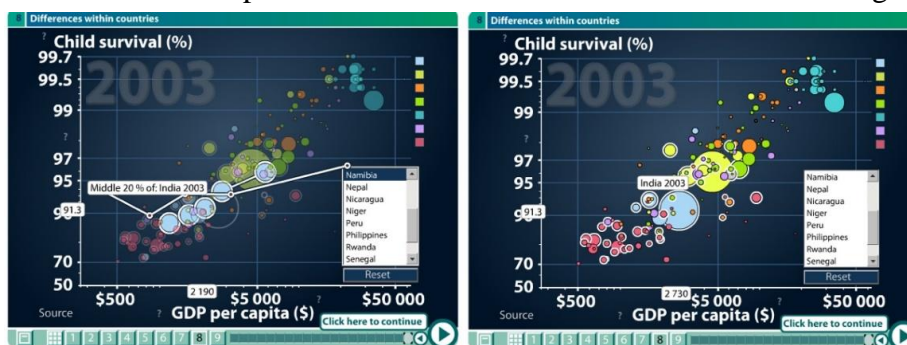 8 Differences within countries
?
Child survival (%)
2003
99.7
99.5
99
?
97
95
91.3
70
50
Middle 20 % of: India 2003
Namibia
Nepal
Nicaragua
Niger
Peru
Philippines
Rwanda
Senegal
Reset
2 190
$500
$5 000
$50 000
?
Source
?
GDP per capita ($)
Click here to continue
1 2 3 4 5 6 7 8 9
8 Differences within countries
?
Child survival (%)
2003
99.7
99.5
99
?
97
95
91.3
70
50
India 2003
Namibia
Nepal
Nicaragua
Niger
Peru
Philippines
Rwanda
Senegal
Reset
2 730
$500
$5 000
$50 000
?
Source
?
GDP per capita ($)
Click here to continue
1 2 3 4 5 6 7 8 9